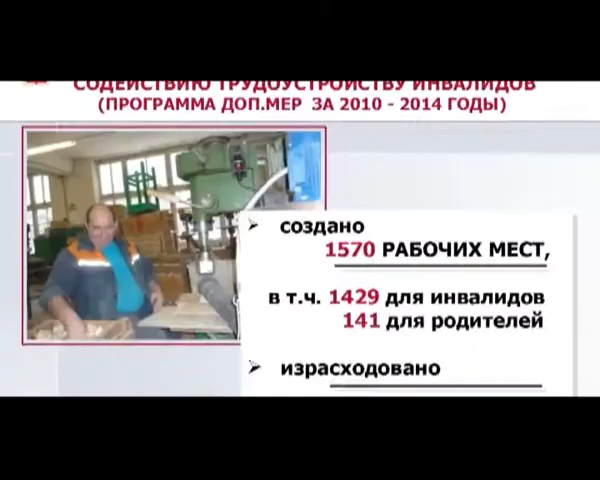 СОДЕЙСТВИЮ ТРУДОУСТРОЙСТВУ ИНВАЛИДОВ
(ПРОГРАММА ДОП.МЕР ЗА 2010 - 2014 ГОДЫ)
создано
1570 РАБОЧИХ МЕСТ,
в т.ч. 1429 для инвалидов
141 для родителей
израсходовано